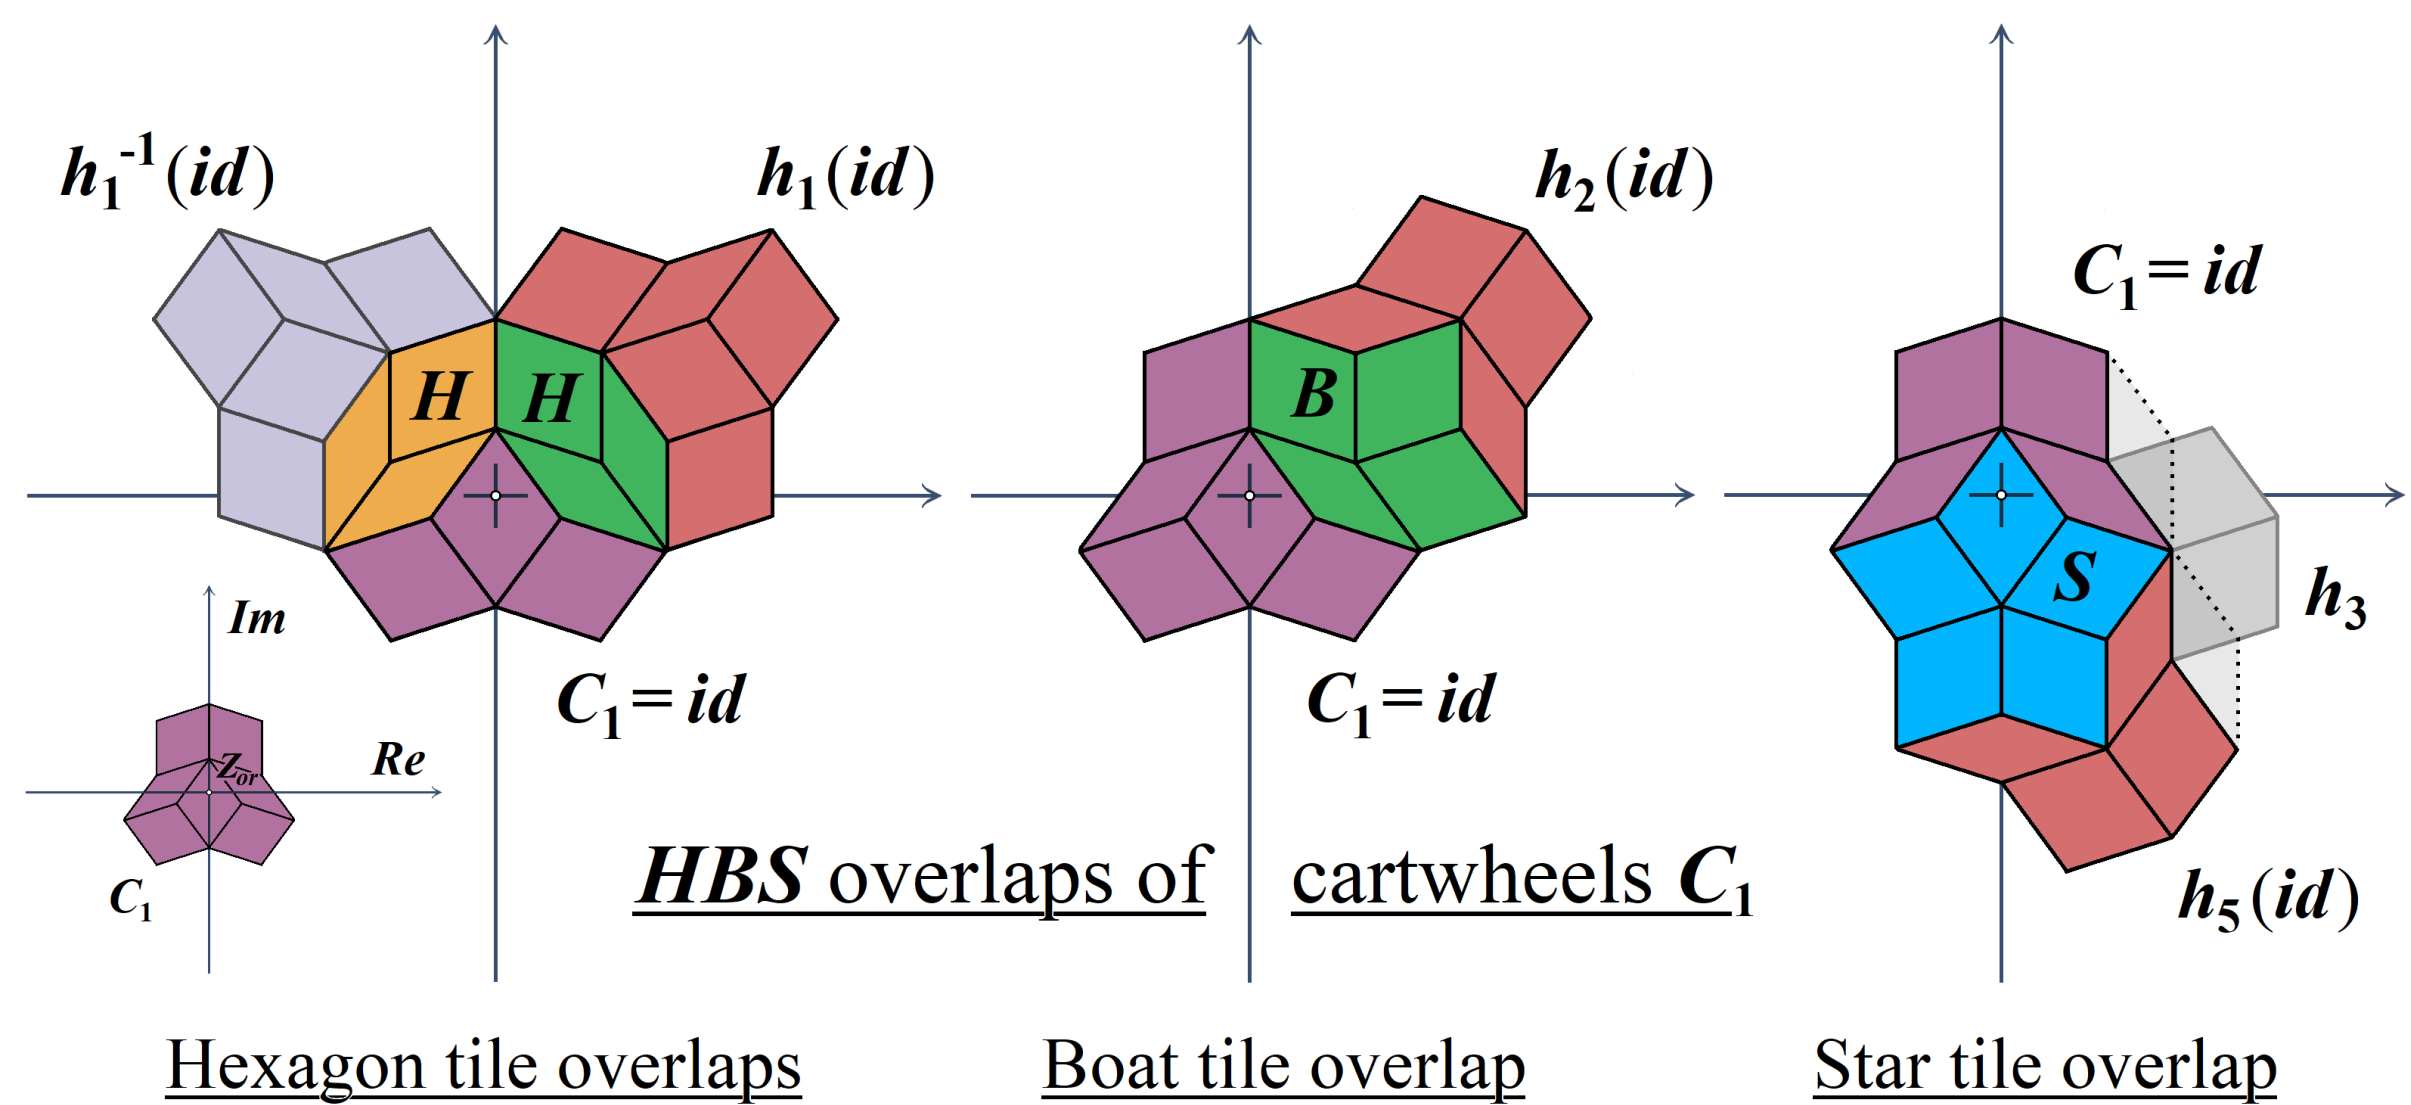 h₁⁻¹(id)
h₁(id)
H
H
C₁= id
Im
Re
Zₒᵣ
C₁
h₂(id)
B
C₁= id
C₁= id
S
h₃
h₅(id)
HBS overlaps of cartwheels C₁
Hexagon tile overlaps
Boat tile overlap
Star tile overlap